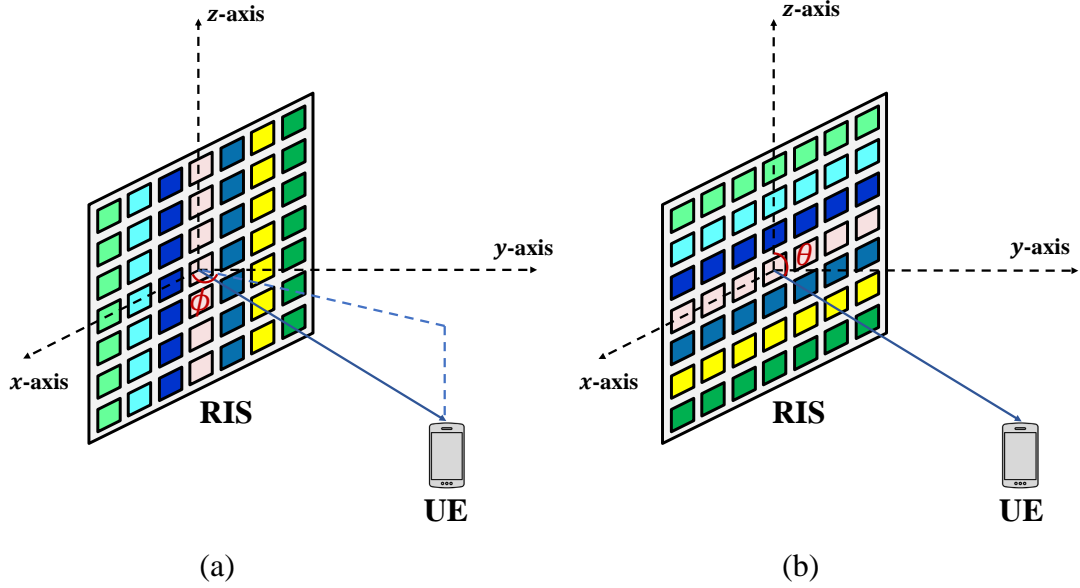 z-axis
y-axis
ϕ
x-axis
RIS
UE
(a)
z-axis
θ
y-axis
x-axis
RIS
UE
(b)